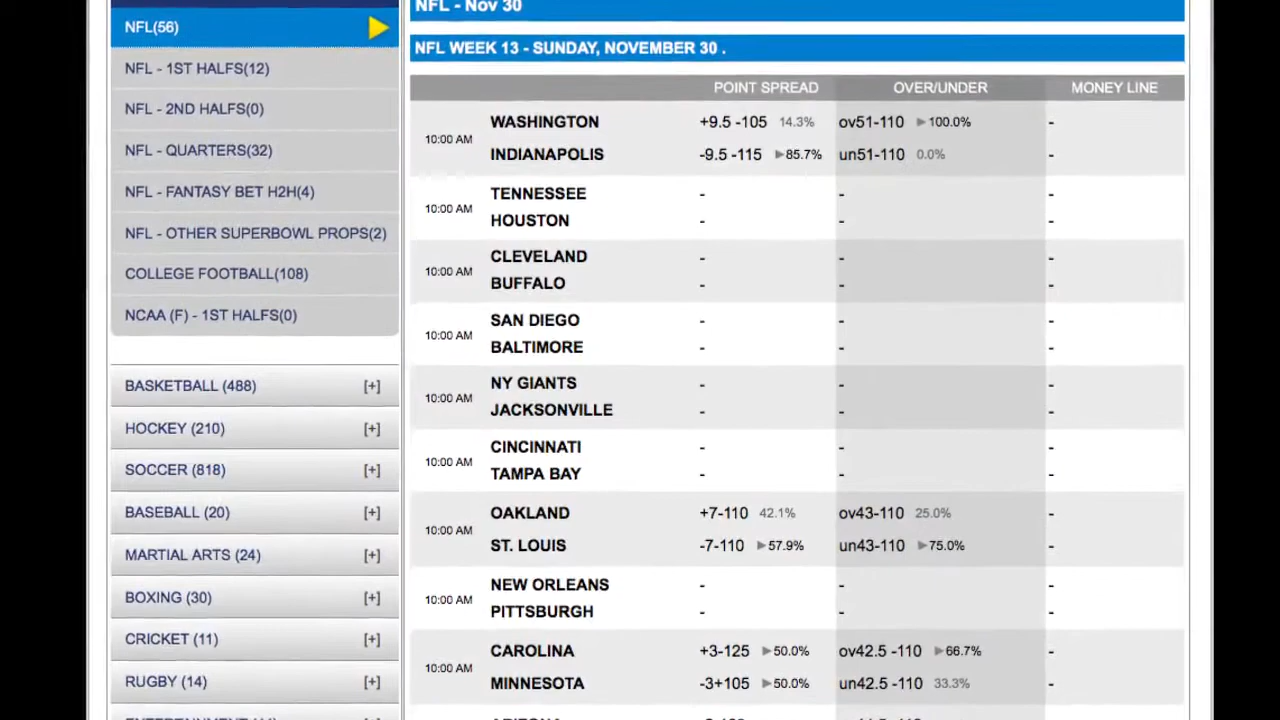 NFL - Nov 30
NFL(56)
NFL WEEK 13 - SUNDAY, NOVEMBER 30 .
NFL - 1ST HALFS(12)
NFL - 2ND HALFS(0)
NFL - QUARTERS(32)
NFL - FANTASY BET H2H(4)
NFL - OTHER SUPERBOWL PROPS(2)
COLLEGE FOOTBALL(108)
NCAA (F) - 1ST HALFS(0)
BASKETBALL (488) [+]
HOCKEY (210) [+]
SOCCER (818) [+]
BASEBALL (20) [+]
MARTIAL ARTS (24) [+]
BOXING (30) [+]
CRICKET (11) [+]
RUGBY (14) [+]
POINT SPREAD OVER/UNDER MONEY LINE
10:00 AM
WASHINGTON +9.5 -105 14.3% ov51-110 ►100.0% -
INDIANAPOLIS -9.5 -115 ►85.7% un51-110 0.0% -
10:00 AM
TENNESSEE - - -
HOUSTON - - -
10:00 AM
CLEVELAND - - -
BUFFALO - - -
10:00 AM
SAN DIEGO - - -
BALTIMORE - - -
10:00 AM
NY GIANTS - - -
JACKSONVILLE - - -
10:00 AM
CINCINNATI - - -
TAMPA BAY - - -
10:00 AM
OAKLAND +7-110 42.1% ov43-110 25.0% -
ST. LOUIS -7-110 ►57.9% un43-110 ►75.0% -
10:00 AM
NEW ORLEANS - - -
PITTSBURGH - - -
10:00 AM
CAROLINA +3-125 ►50.0% ov42.5 -110 ►66.7% -
MINNESOTA -3+105 ►50.0% un42.5 -110 33.3% -